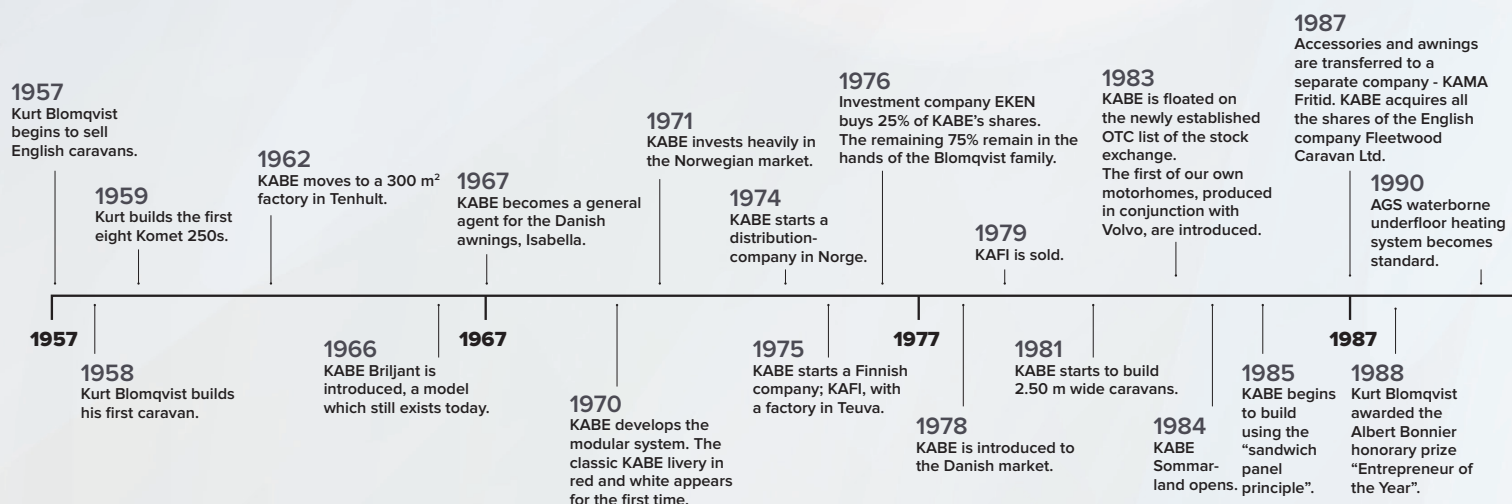 1957
Kurt Blomqvist
begins to sell
English caravans.
1959
Kurt builds the first
eight Komet 250s.
1962
KABE moves to a 300 m²
factory in Tenhult.
1967
KABE becomes a general
agent for the Danish
awnings, Isabella.
1971
KABE invests heavily in
the Norwegian market.
1974
KABE starts a
distribution-
company in Norge.
1976
Investment company EKEN
buys 25% of KABE’s shares.
The remaining 75% remain in the
hands of the Blomqvist family.
1979
KAFI is sold.
1983
KABE is floated on
the newly established
OTC list of the stock
exchange.
The first of our own
motorhomes, produced
in conjunction with
Volvo, are introduced.
1987
Accessories and awnings
are transferred to a
separate company - KAMA
Fritid. KABE acquires all
the shares of the English
company Fleetwood
Caravan Ltd.
1990
AGS waterborne
underfloor heating
system becomes
standard.
1957
1967
1977
1987
1958
Kurt Blomqvist builds
his first caravan.
1966
KABE Briljant is
introduced, a model
which still exists today.
1970
KABE develops the
modular system. The
classic KABE livery in
red and white appears
for the first time.
1975
KABE starts a Finnish
company; KAFI, with
a factory in Teuva.
1978
KABE is introduced to
the Danish market.
1981
KABE starts to build
2.50 m wide caravans.
1984
KABE
Sommar-
land opens.
1985
KABE begins
to build
using the
“sandwich
panel
principle”.
1988
Kurt Blomqvist
awarded the
Albert Bonnier
honorary prize
“Entrepreneur of
the Year”.